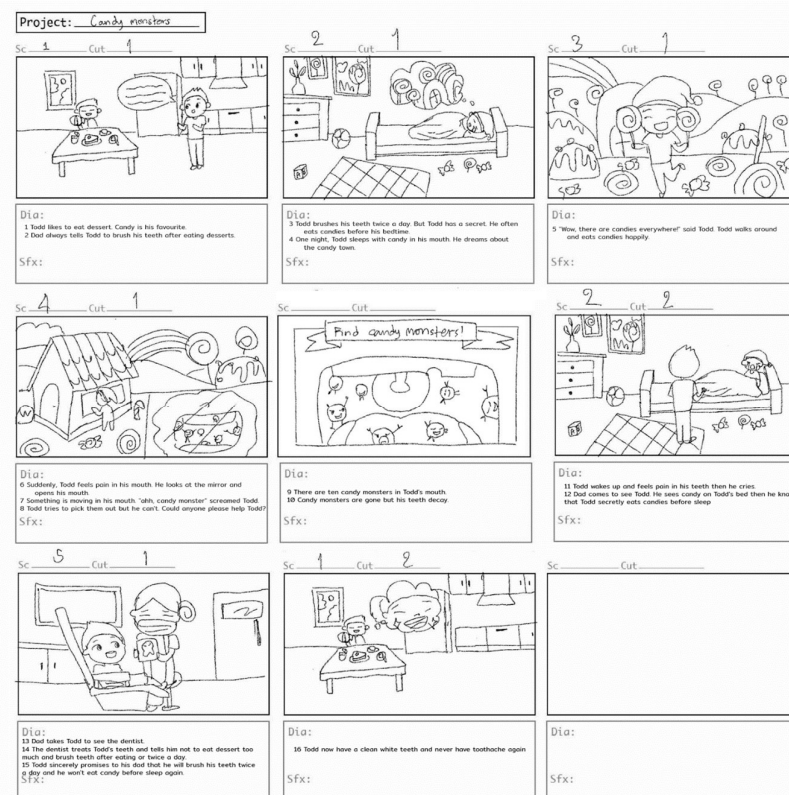 Project: Candy monsters
Sc 1 Cut 1
Sc 2 Cut 1
Sc 3 Cut 1
Dia:
1 Todd likes to eat dessert. Candy is his favourite.
2 Dad always tells Todd to brush his teeth after eating desserts.
Sfx:
Dia:
3 Todd brushes his teeth twice a day. But Todd has a secret. He often
eats candies before his bedtime.
4 One night, Todd sleeps with candy in his mouth. He dreams about
the candy town.
Sfx:
Dia:
5 "Wow, there are candies everywhere!" said Todd. Todd walks around
and eats candies happily.
Sfx:
Sc 4 Cut 1
Sc Cut
Sc 2 Cut 2
Find candy monsters!
Dia:
6 Suddenly, Todd feels pain in his mouth. He looks at the mirror and
opens his mouth.
7 Something is moving in his mouth. "ahh, candy monster" screamed Todd.
8 Todd tries to pick them out but he can't. Could anyone please help Todd?
Sfx:
Dia:
9 There are ten candy monsters in Todd's mouth.
10 Candy monsters are gone but his teeth decay.
Sfx:
Dia:
11 Todd wakes up and feels pain in his teeth then he cries.
12 Dad comes to see Todd. He sees candy on Todd's bed then he kno
that Todd secretly eats candies before sleep
Sfx:
Sc 5 Cut 1
Sc 1 Cut 2
Sc Cut
Dia:
13 Dad takes Todd to see the dentist.
14 The dentist treats Todd's teeth and tells him not to eat dessert too
much and brush teeth after eating or twice a day.
15 Todd sincerely promises to his dad that he will brush his teeth twice
a day and he won't eat candy before sleep again.
Sfx:
Dia:
16 Todd now have a clean white teeth and never have toothache again
Sfx:
Dia:
Sfx: